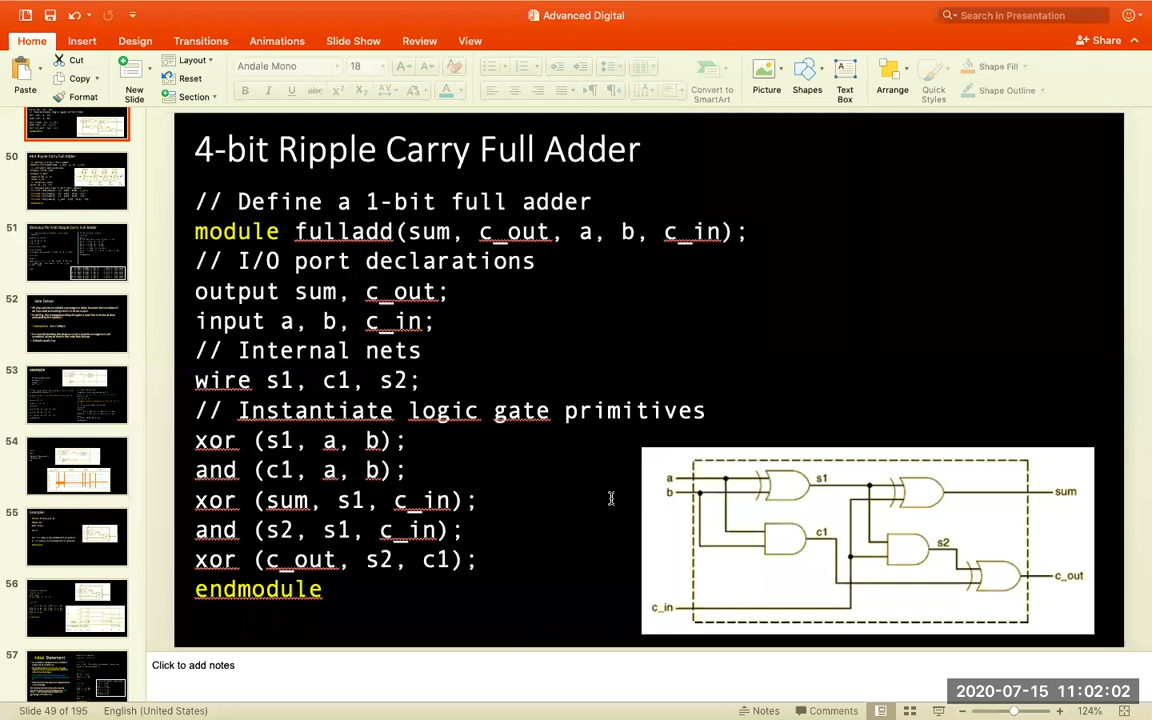 Advanced Digital
Search in Presentation
Home
Insert
Design
Transitions
Animations
Slide Show
Review
View
Share
Paste
Cut
Copy
Format
New
Slide
Layout
Reset
Section
Andale Mono
18
Convert to
SmartArt
Picture
Shapes
Text
Box
Arrange
Quick
Styles
Shape Fill
Shape Outline
50
51
52
53
54
55
56
57
4-bit Ripple Carry Full Adder
// Define a 1-bit full adder
module fulladd(sum, c_out, a, b, c_in);
// I/O port declarations
output sum, c_out;
input a, b, c_in;
// Internal nets
wire s1, c1, s2;
// Instantiate logic gate primitives
xor (s1, a, b);
and (c1, a, b);
xor (sum, s1, c_in);
and (s2, s1, c_in);
xor (c_out, s2, c1);
endmodule
a
b
s1
sum
c1
s2
c_out
c_in
Click to add notes
2020-07-15 11:02:02
Slide 49 of 195
English (United States)
Notes
Comments
124%